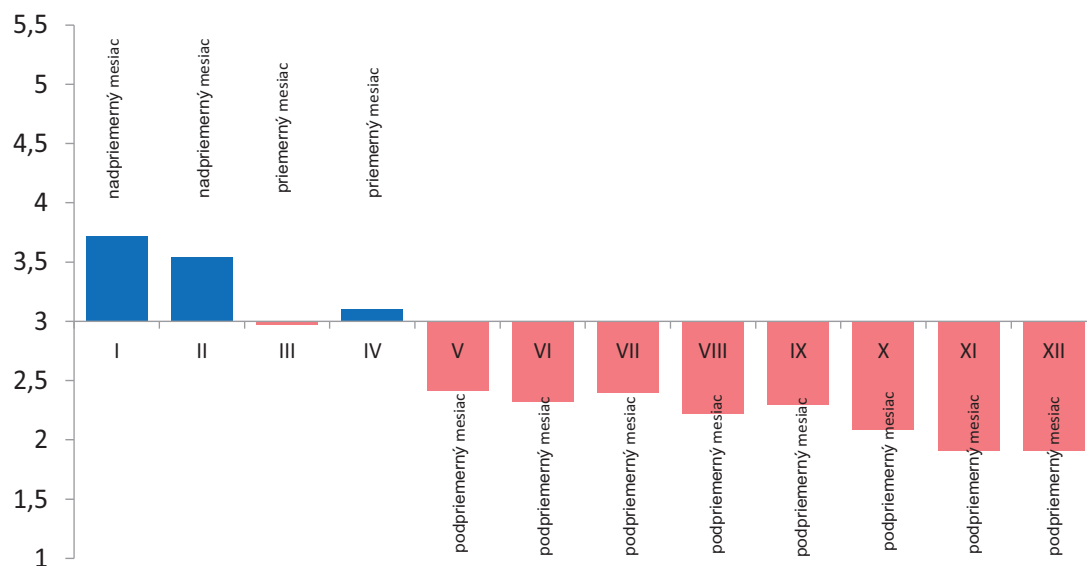 5,5
5
4,5
4
3,5
3
2,5
2
1,5
1
nadpriemerný mesiac
nadpriemerný mesiac
priemerný mesiac
priemerný mesiac
I
II
III
IV
V
VI
VII
VIII
IX
X
XI
XII
podpriemerný mesiac
podpriemerný mesiac
podpriemerný mesiac
podpriemerný mesiac
podpriemerný mesiac
podpriemerný mesiac
podpriemerný mesiac
podpriemerný mesiac